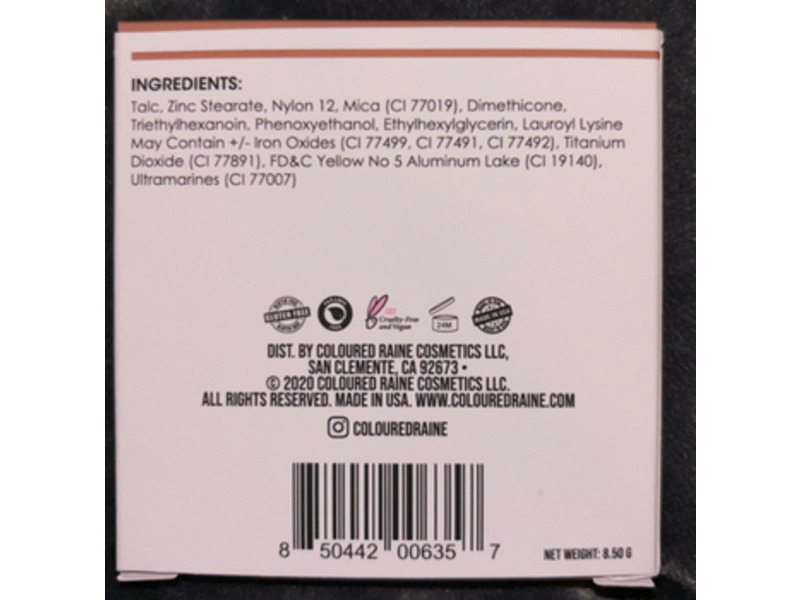 INGREDIENTS:
Talc, Zinc Stearate, Nylon 12, Mica (CI 77019), Dimethicone,
Triethylhexanoin, Phenoxyethanol, Ethylhexylglycerin, Lauroyl Lysine
May Contain +/- Iron Oxides (CI 77499, CI 77491, CI 77492), Titanium
Dioxide (CI 77891), FD&C Yellow No 5 Aluminum Lake (CI 19140),
Ultramarines (CI 77007)
GLUTEN FREE
Cruelty-Free
and Vegan
24M
MADE IN USA
DIST. BY COLOURED RAINE COSMETICS LLC,
SAN CLEMENTE, CA 92673 •
© 2020 COLOURED RAINE COSMETICS LLC.
ALL RIGHTS RESERVED. MADE IN USA. WWW.COLOUREDRAINE.COM
COLOUREDRAINE
8 50442 00635 7
NET WEIGHT: 8.50 G